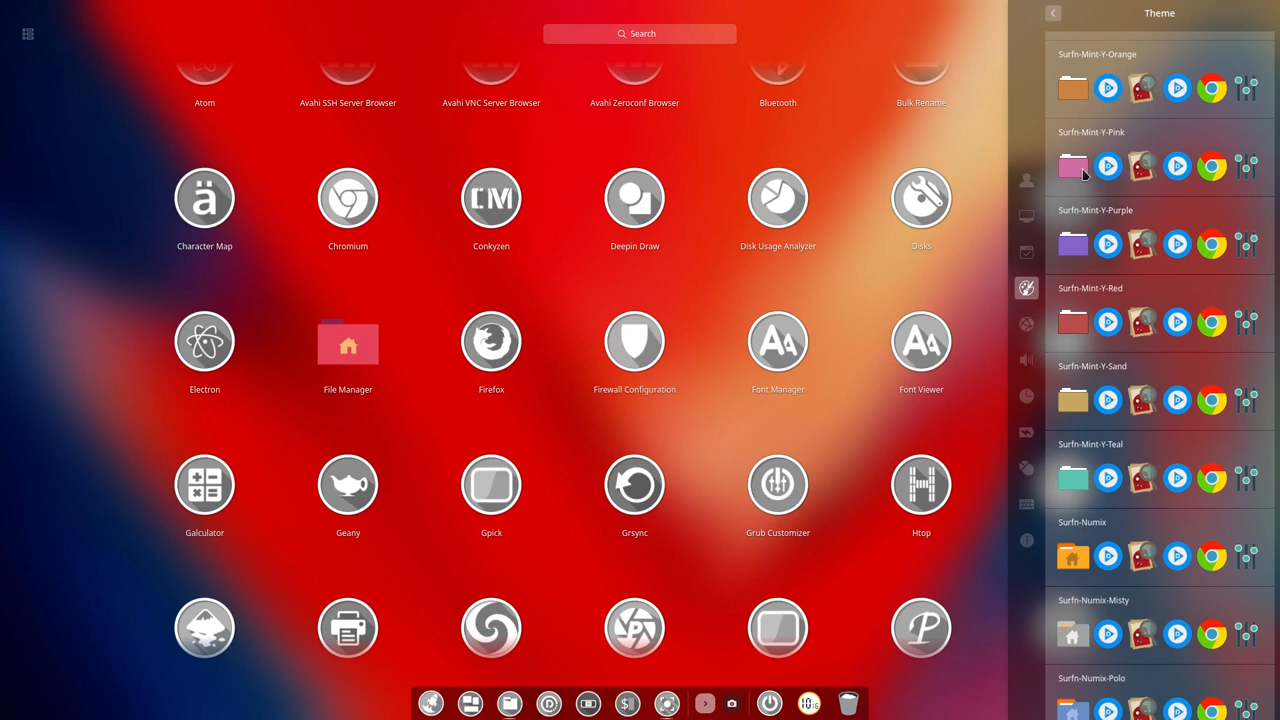 Search
Theme
Atom
Avahi SSH Server Browser
Avahi VNC Server Browser
Avahi Zeroconf Browser
Bluetooth
Bulk Rename
ä
CM
Character Map
Chromium
Conkyzen
Deepin Draw
Disk Usage Analyzer
Disks
Electron
File Manager
Firefox
Firewall Configuration
Font Manager
Font Viewer
Galculator
Geany
Gpick
Grsync
Grub Customizer
Htop
Surfn-Mint-Y-Orange
Surfn-Mint-Y-Pink
Surfn-Mint-Y-Purple
Surfn-Mint-Y-Red
Surfn-Mint-Y-Sand
Surfn-Mint-Y-Teal
Surfn-Numix
Surfn-Numix-Misty
Surfn-Numix-Polo